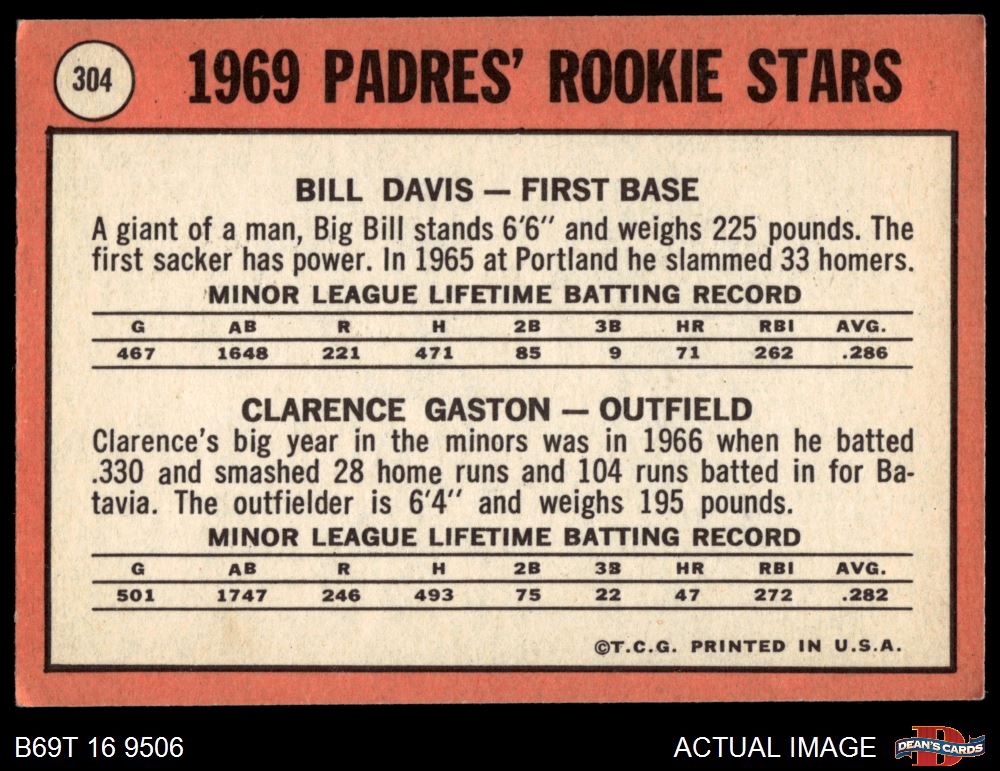 304
1969 PADRES' ROOKIE STARS
BILL DAVIS — FIRST BASE
A giant of a man, Big Bill stands 6'6" and weighs 225 pounds. The
first sacker has power. In 1965 at Portland he slammed 33 homers.
MINOR LEAGUE LIFETIME BATTING RECORD
G AB R H 2B 3B HR RBI AVG.
467 1648 221 471 85 9 71 262 .286
CLARENCE GASTON — OUTFIELD
Clarence's big year in the minors was in 1966 when he batted
.330 and smashed 28 home runs and 104 runs batted in for Ba-
tavia. The outfielder is 6'4" and weighs 195 pounds.
MINOR LEAGUE LIFETIME BATTING RECORD
G AB R H 2B 3B HR RBI AVG.
501 1747 246 493 75 22 47 272 .282
©T.C.G. PRINTED IN U.S.A.
B69T 16 9506
ACTUAL IMAGE
D
DEAN'S CARDS